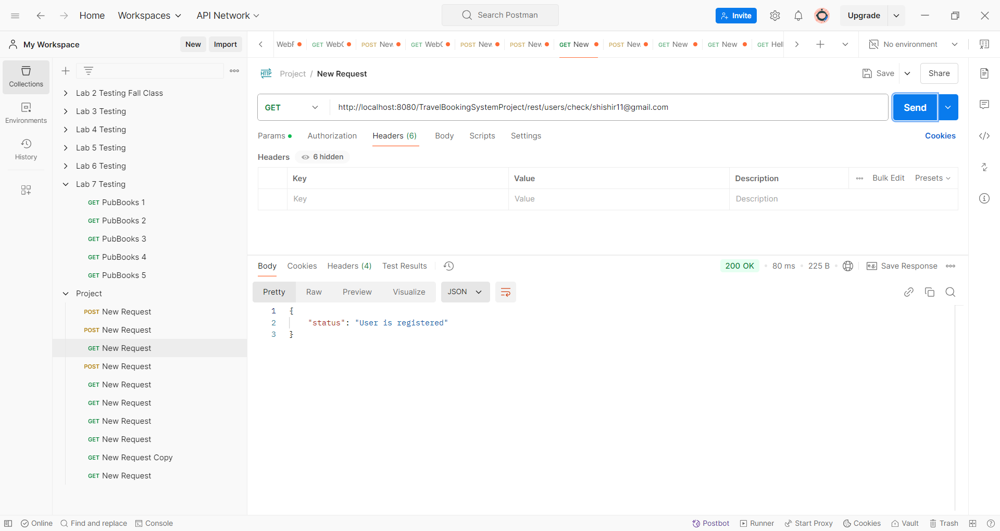 Home Workspaces API Network Search Postman Invite Upgrade
My Workspace New Import
WebF GET WebC POST New GET WebC POST New POST New GET New POST New GET New GET New GET Hell No environment
Collections
Environments
History
Lab 2 Testing Fall Class
Lab 3 Testing
Lab 4 Testing
Lab 5 Testing
Lab 6 Testing
Lab 7 Testing
GET PubBooks 1
GET PubBooks 2
GET PubBooks 3
GET PubBooks 4
GET PubBooks 5
Project
POST New Request
POST New Request
GET New Request
POST New Request
GET New Request
GET New Request
GET New Request
GET New Request
GET New Request Copy
GET New Request
HTTP Project / New Request Save Share
GET http://localhost:8080/TravelBookingSystemProject/rest/users/check/shishir11@gmail.com Send
Params Authorization Headers (6) Body Scripts Settings Cookies
Headers 6 hidden
Key Value Description Bulk Edit Presets
Key Value Description
Body Cookies Headers (4) Test Results 200 OK 80 ms 225 B e.g. Save Response
Pretty Raw Preview Visualize JSON
1 {
2 "status": "User is registered"
3 }
Online Find and replace Console Postbot Runner Start Proxy Cookies Vault Trash